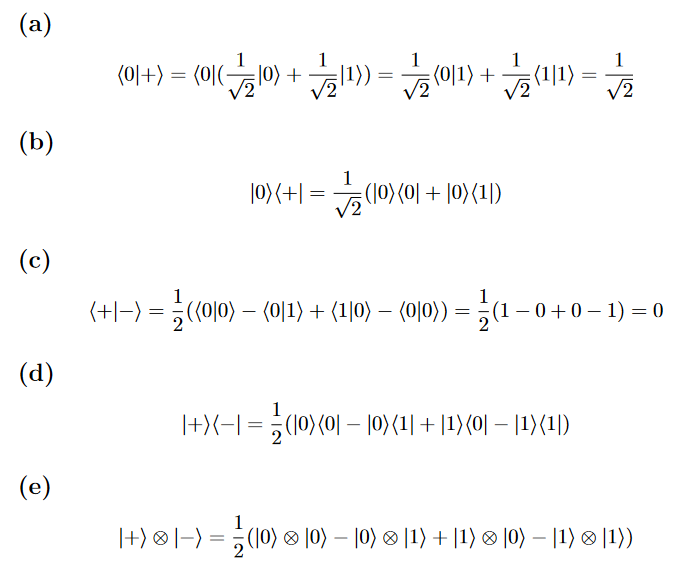 (a)
⟨0|+⟩ = ⟨0|(1/√2|0⟩ + 1/√2|1⟩) = 1/√2⟨0|1⟩ + 1/√2⟨1|1⟩ = 1/√2
(b)
|0⟩⟨+| = 1/√2(|0⟩⟨0| + |0⟩⟨1|)
(c)
⟨+|−⟩ = 1/2(⟨0|0⟩ − ⟨0|1⟩ + ⟨1|0⟩ − ⟨0|0⟩) = 1/2(1 − 0 + 0 − 1) = 0
(d)
|+⟩⟨−| = 1/2(|0⟩⟨0| − |0⟩⟨1| + |1⟩⟨0| − |1⟩⟨1|)
(e)
|+⟩ ⊗ |−⟩ = 1/2(|0⟩ ⊗ |0⟩ − |0⟩ ⊗ |1⟩ + |1⟩ ⊗ |0⟩ − |1⟩ ⊗ |1⟩)